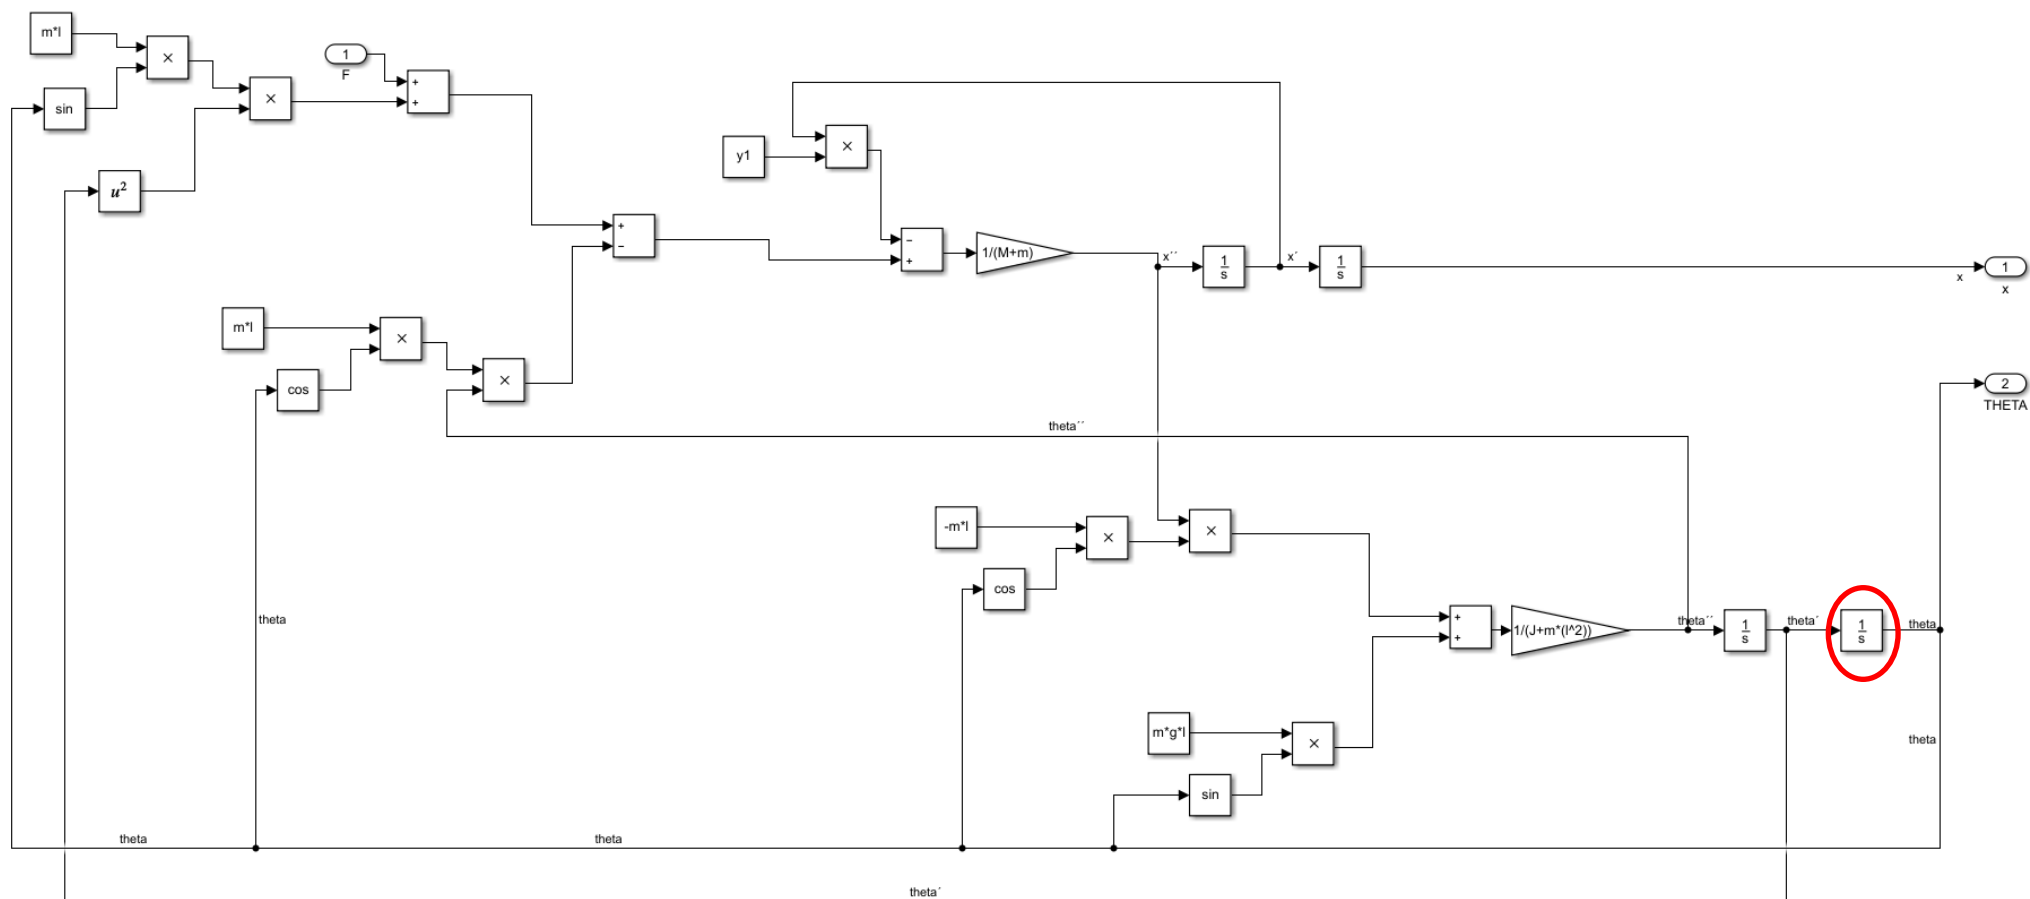 m*l
×
1
F
+
+
×
sin
y1
×
u²
+
−
−
+
1/(M+m)
x´´
1
s
x´
1
s
x
1
x
m*l
×
cos
×
2
THETA
theta´´
-m*l
×
×
cos
theta
+
+
1/(J+m*(l^2))
theta´´
1
s
theta´
1
s
theta
m*g*l
×
theta
sin
theta
theta
theta´